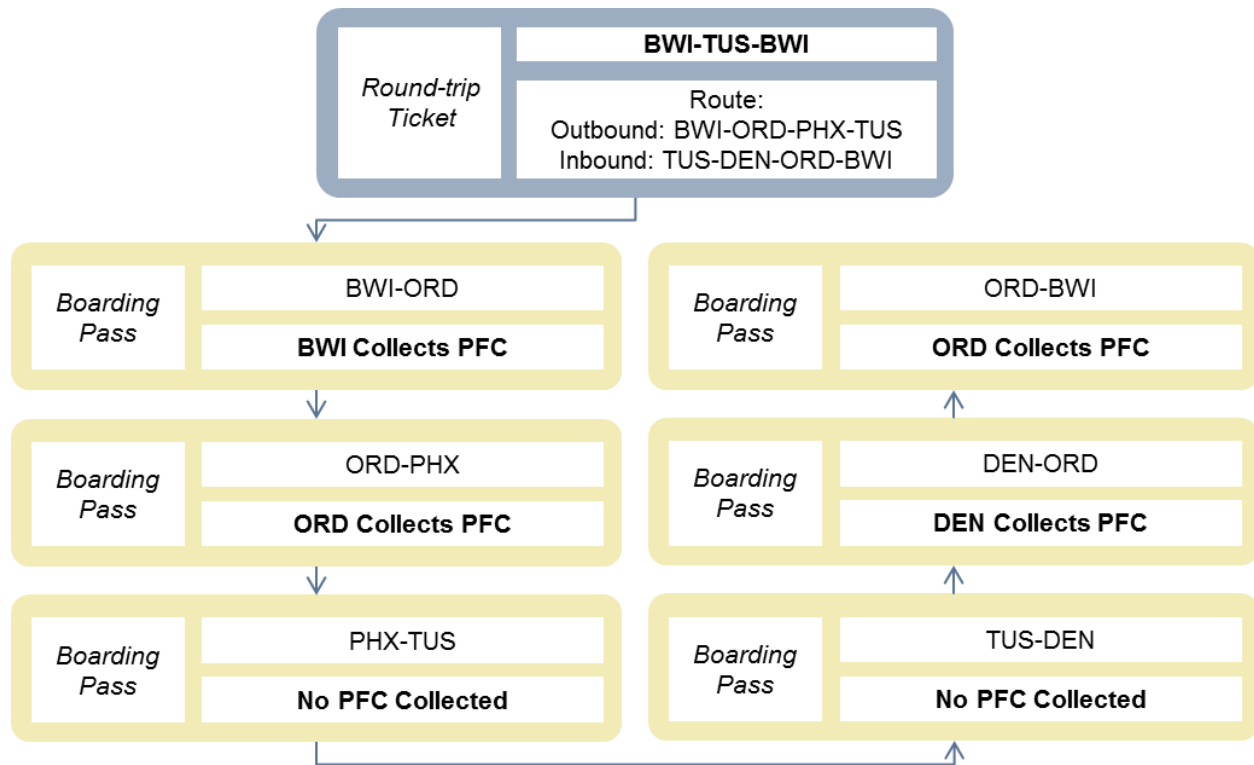 Round-trip
Ticket
BWI-TUS-BWI
Route:
Outbound: BWI-ORD-PHX-TUS
Inbound: TUS-DEN-ORD-BWI
Boarding
Pass
BWI-ORD
BWI Collects PFC
Boarding
Pass
ORD-PHX
ORD Collects PFC
Boarding
Pass
PHX-TUS
No PFC Collected
Boarding
Pass
TUS-DEN
No PFC Collected
Boarding
Pass
DEN-ORD
DEN Collects PFC
Boarding
Pass
ORD-BWI
ORD Collects PFC